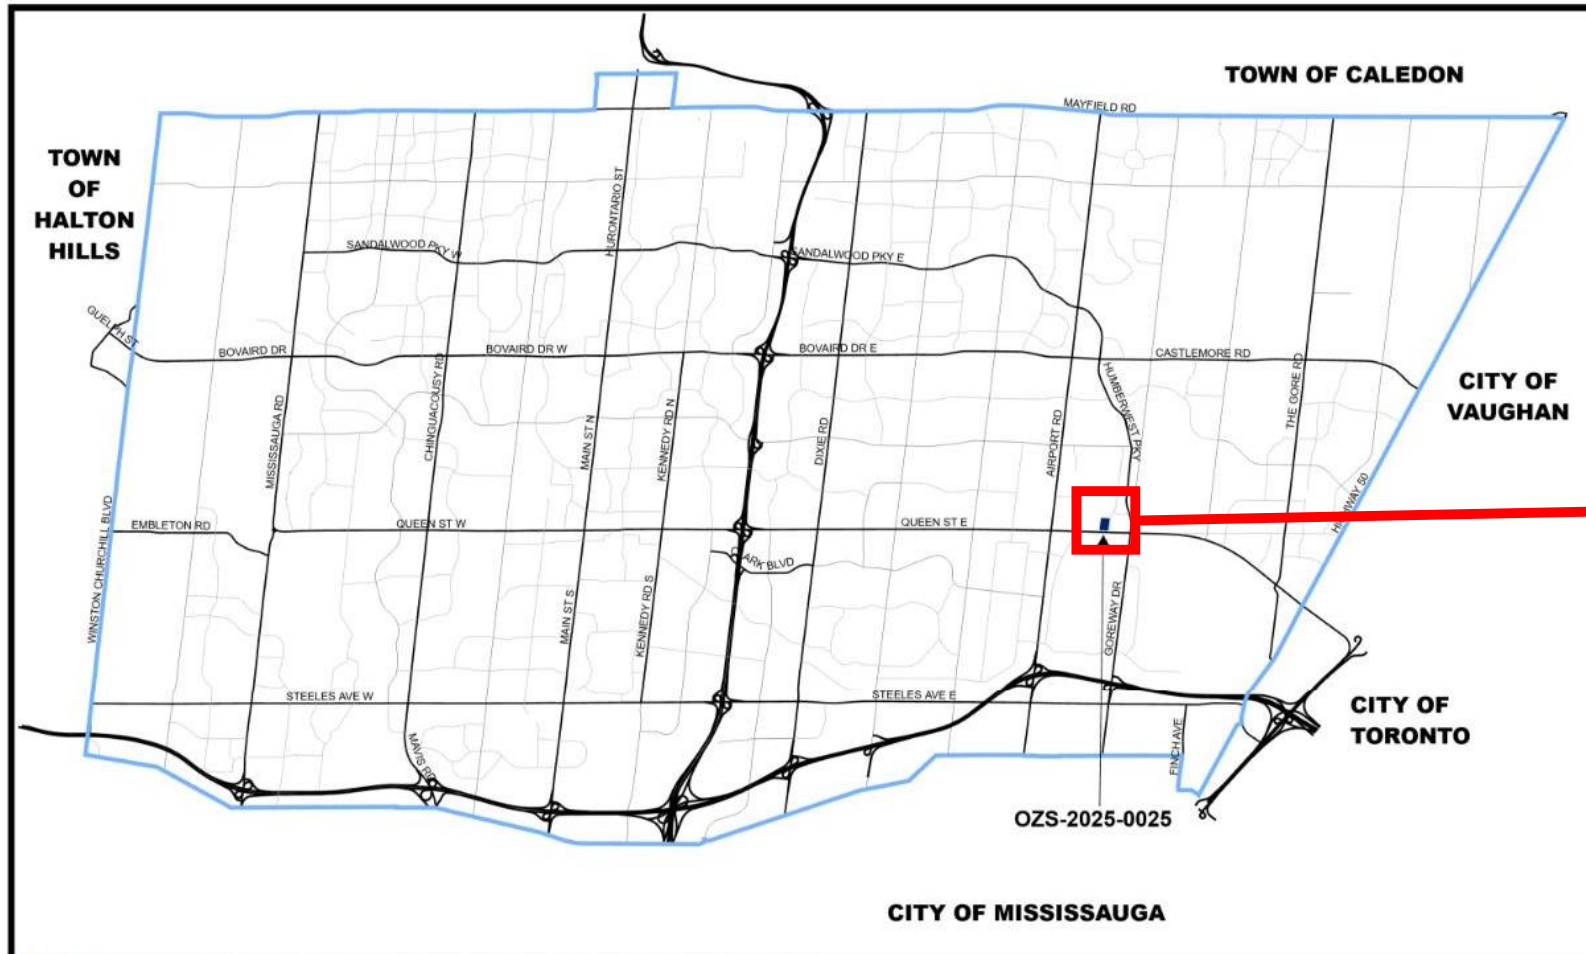 TOWN OF CALEDON
MAYFIELD RD
TOWN
OF
HALTON
HILLS
HURONTARIO ST
SANDALWOOD PKY W
SANDALWOOD PKY E
GUELPH ST
BOVAIRD DR
BOVAIRD DR W
BOVAIRD DR E
CASTLEMORE RD
CITY OF
VAUGHAN
MISSISSAUGA RD
CHINGUACOUSY RD
MAIN ST N
KENNEDY RD N
DIXIE RD
AIRPORT RD
HUMBERWEST PKY
THE GORE RD
HIGHWAY 50
WINSTON CHURCHILL BLVD
EMBLETON RD
QUEEN ST W
QUEEN ST E
CLARK BLVD
MAIN ST S
KENNEDY RD S
GOREWAY DR
STEELES AVE W
STEELES AVE E
MAVIS RD
FINCH AVE
CITY OF
TORONTO
OZS-2025-0025
CITY OF MISSISSAUGA